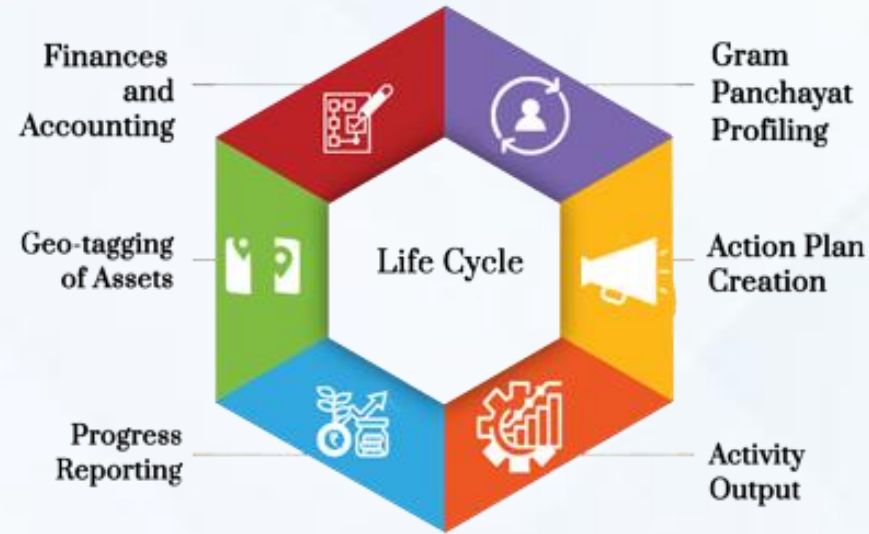 Finances
and
Accounting
Gram
Panchayat
Profiling
Geo-tagging
of Assets
Life Cycle
Action Plan
Creation
Progress
Reporting
Activity
Output